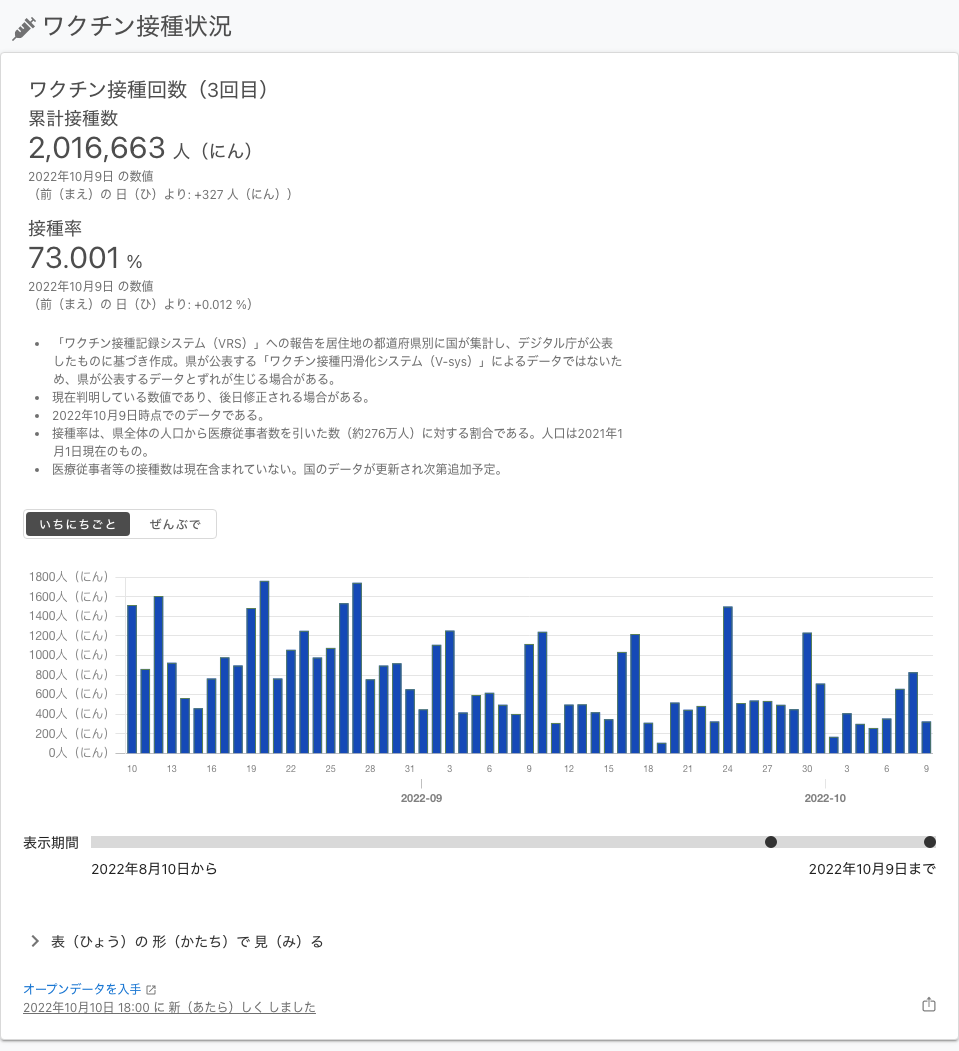 ワクチン接種状況
ワクチン接種回数（3回目）
累計接種数
2,016,663 人（にん）
2022年10月9日 の数値
（前（まえ）の 日（ひ）より: +327 人（にん））
接種率
73.001 %
2022年10月9日 の数値
（前（まえ）の 日（ひ）より: +0.012 %）
• 「ワクチン接種記録システム（VRS）」への報告を居住地の都道府県別に国が集計し、デジタル庁が公表
したものに基づき作成。県が公表する「ワクチン接種円滑化システム（V-sys）」によるデータではないた
め、県が公表するデータとずれが生じる場合がある。
• 現在判明している数値であり、後日修正される場合がある。
• 2022年10月9日時点でのデータである。
• 接種率は、県全体の人口から医療従事者数を引いた数（約276万人）に対する割合である。人口は2021年1
月1日現在のもの。
• 医療従事者等の接種数は現在含まれていない。国のデータが更新され次第追加予定。
いちにちごと ぜんぶで
1800人（にん）
1600人（にん）
1400人（にん）
1200人（にん）
1000人（にん）
800人（にん）
600人（にん）
400人（にん）
200人（にん）
0人（にん）
10 13 16 19 22 25 28 31 3 6 9 12 15 18 21 24 27 30 3 6 9
2022-09 2022-10
表示期間
2022年8月10日から 2022年10月9日まで
表（ひょう）の 形（かたち）で 見（み）る
オープンデータを入手
2022年10月10日 18:00 に 新（あたら）しく しました